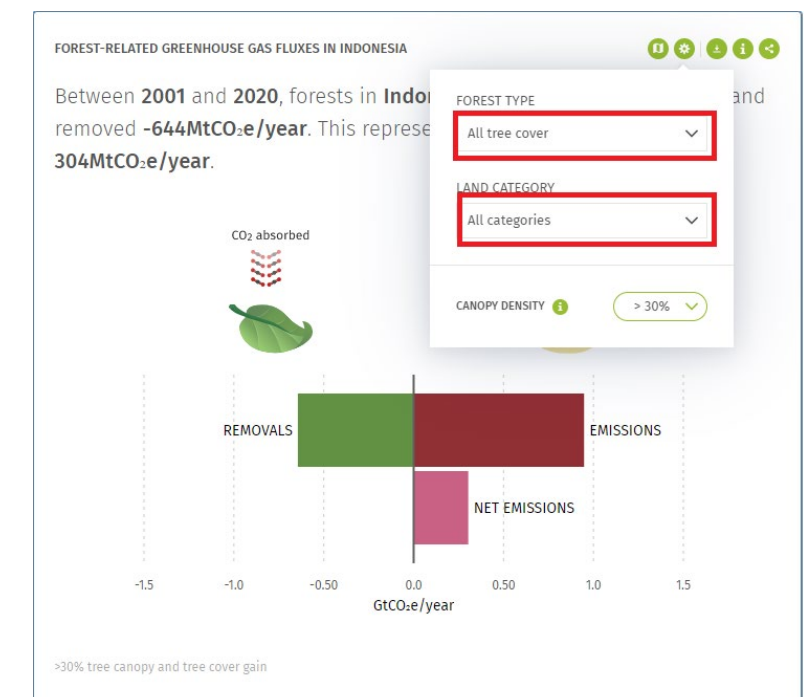 FOREST-RELATED GREENHOUSE GAS FLUXES IN INDONESIA
Between 2001 and 2020, forests in Indo and
removed -644MtCO₂e/year. This represe
304MtCO₂e/year.
FOREST TYPE
All tree cover
LAND CATEGORY
All categories
CANOPY DENSITY
> 30%
CO₂ absorbed
REMOVALS
EMISSIONS
NET EMISSIONS
-1.5 -1.0 -0.50 0.0 0.50 1.0 1.5
GtCO₂e/year
>30% tree canopy and tree cover gain